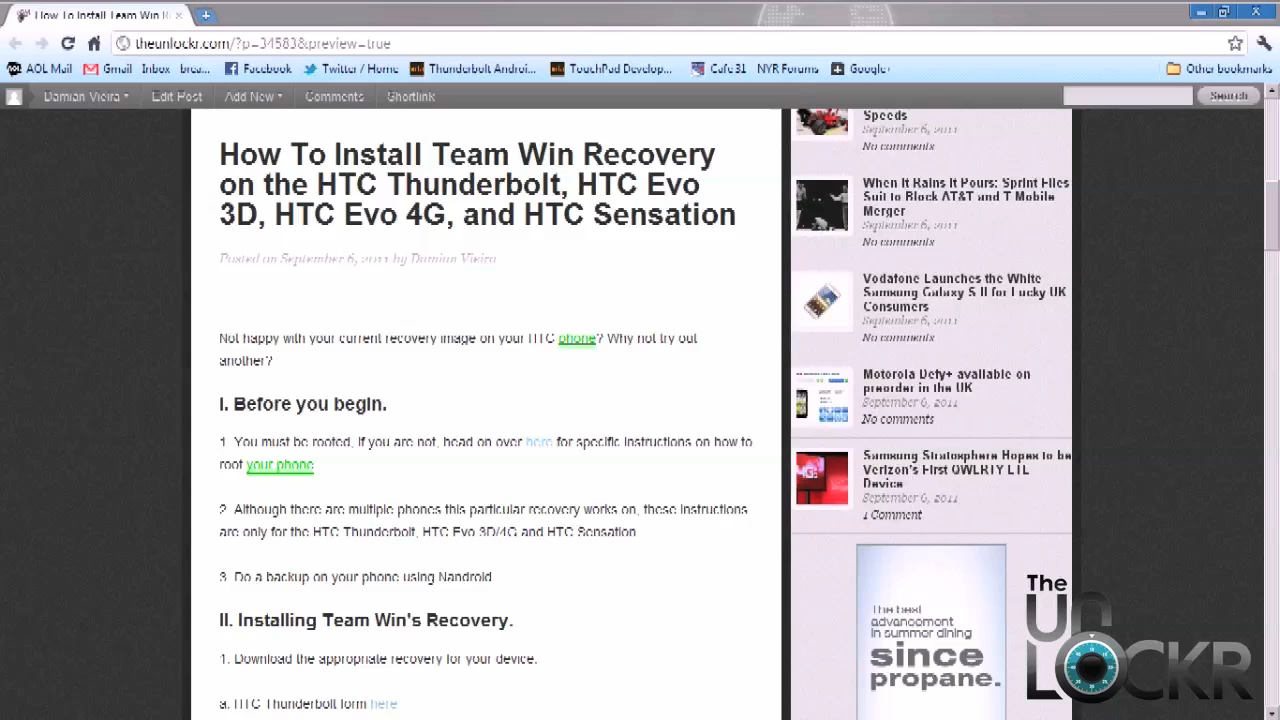 How To Install Team Win R
theunlockr.com/?p=34583&preview=true
AOL Mail Gmail - Inbox - brea... Facebook Twitter / Home Thunderbolt Androi... TouchPad Develop... Cafe 31 NYR Forums Google+ Other bookmarks
Damian Vieira Edit Post Add New Comments Shortlink Search
How To Install Team Win Recovery
on the HTC Thunderbolt, HTC Evo
3D, HTC Evo 4G, and HTC Sensation
Posted on September 6, 2011 by Damian Vieira
Not happy with your current recovery image on your HTC phone? Why not try out
another?
I. Before you begin.
1. You must be rooted, if you are not, head on over here for specific instructions on how to
root your phone
2. Although there are multiple phones this particular recovery works on, these instructions
are only for the HTC Thunderbolt, HTC Evo 3D/4G and HTC Sensation
3. Do a backup on your phone using Nandroid
II. Installing Team Win's Recovery.
1. Download the appropriate recovery for your device.
a. HTC Thunderbolt form here
Speeds
September 6, 2011
No comments
When It Rains It Pours: Sprint Files
Suit to Block AT&T and T Mobile
Merger
September 6, 2011
No comments
Vodafone Launches the White
Samsung Galaxy S II for Lucky UK
Consumers
September 6, 2011
No comments
Motorola Defy+ available on
preorder in the UK
September 6, 2011
No comments
Samsung Stratosphere Hopes to be
Verizon's First QWERTY LTE
Device
September 6, 2011
1 Comment
The best
advancement
in summer dining
since
propane.
The
UN
LOCKR